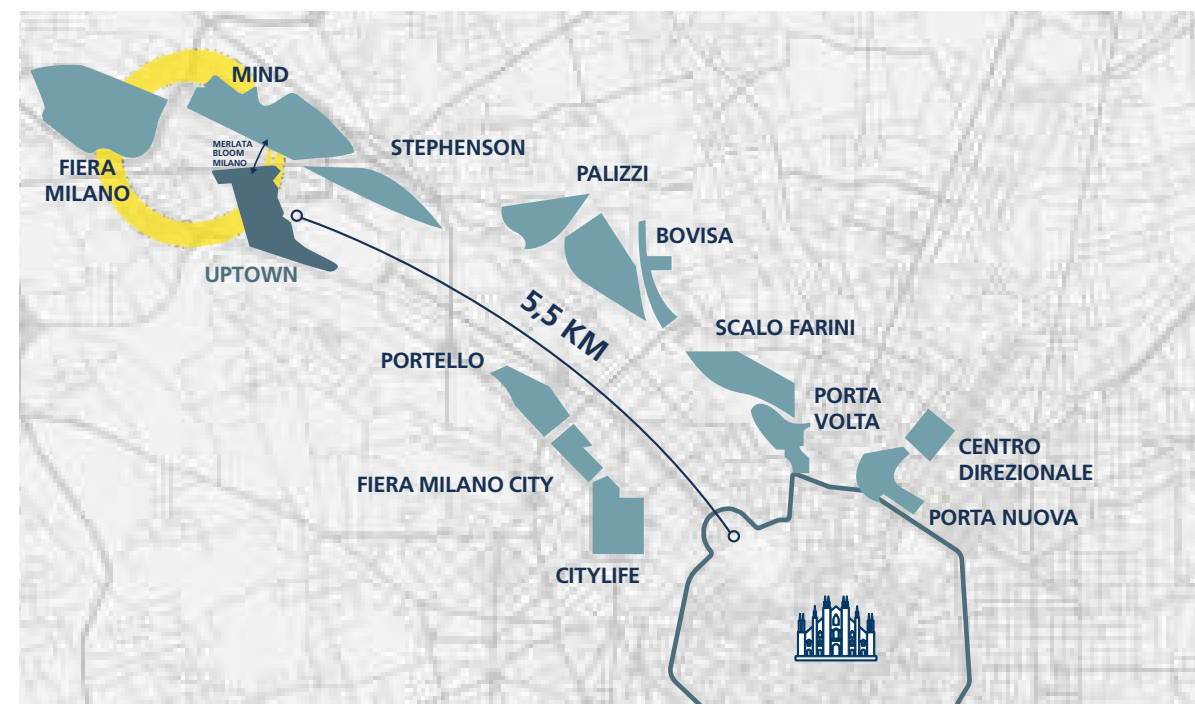 MIND
MERLATA
BLOOM
MILANO
FIERA
MILANO
STEPHENSON
PALIZZI
BOVISA
UPTOWN
5,5 KM
SCALO FARINI
PORTELLO
PORTA
VOLTA
CENTRO
DIREZIONALE
FIERA MILANO CITY
PORTA NUOVA
CITYLIFE